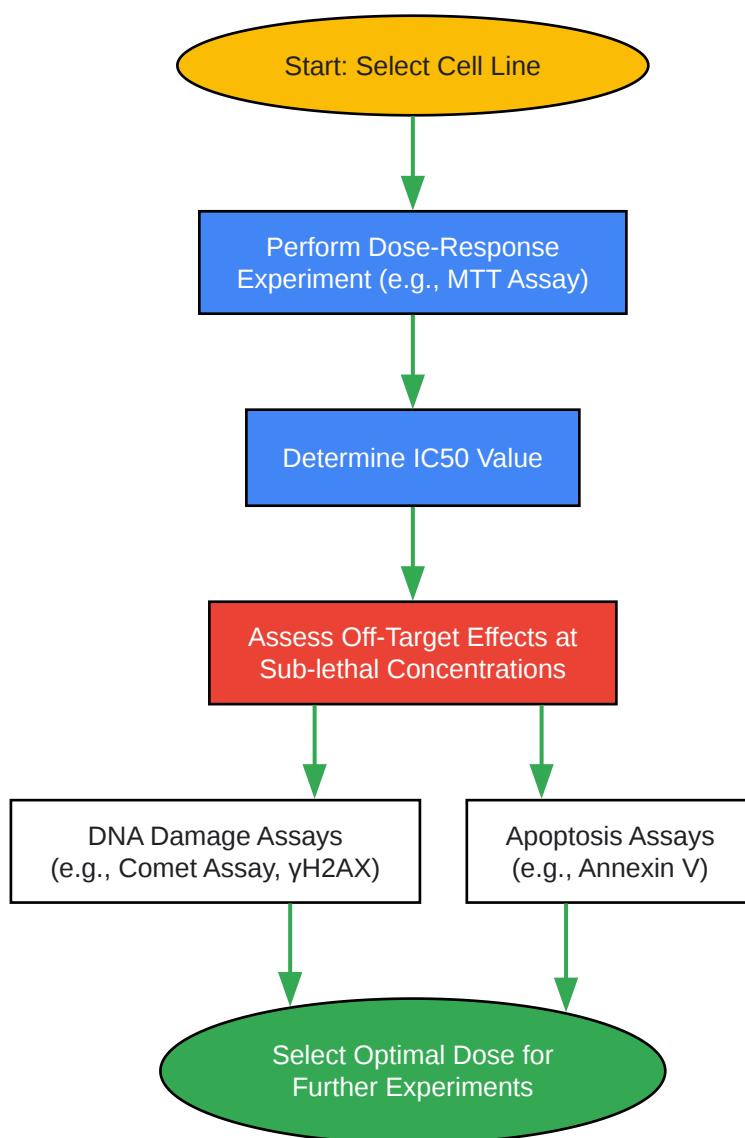 Start: Select Cell Line
Perform Dose-Response
Experiment (e.g., MTT Assay)
Determine IC50 Value
Assess Off-Target Effects at
Sub-lethal Concentrations
DNA Damage Assays
(e.g., Comet Assay, γH2AX)
Apoptosis Assays
(e.g., Annexin V)
Select Optimal Dose for
Further Experiments